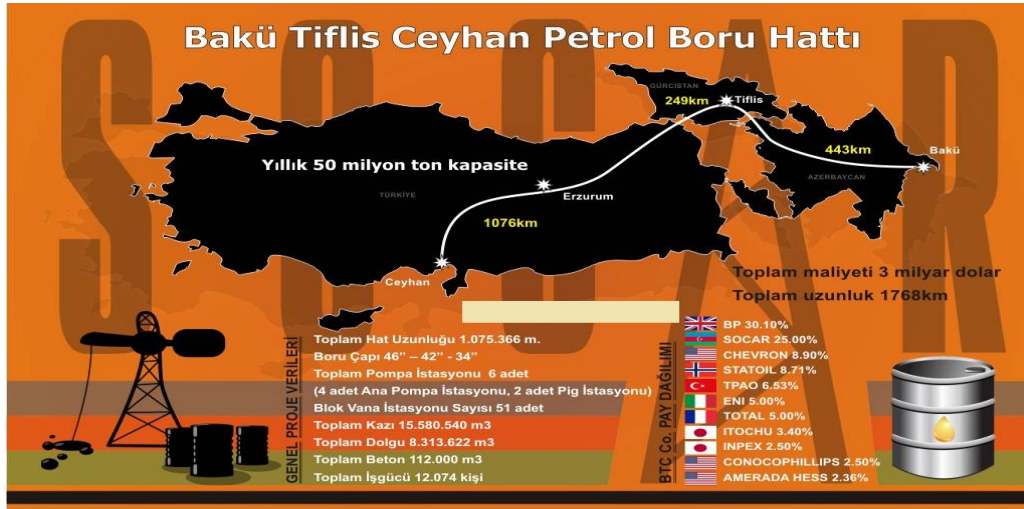 SOCAR
Bakü Tiflis Ceyhan Petrol Boru Hattı
GÜRCİSTAN
249km
Tiflis
443km
Bakü
AZERBAYCAN
Yıllık 50 milyon ton kapasite
TÜRKİYE
Erzurum
1076km
Ceyhan
Toplam maliyeti 3 milyar dolar
Toplam uzunluk 1768km
GENEL PROJE VERİLERİ
Toplam Hat Uzunluğu 1.075.366 m.
Boru Çapı 46” – 42” - 34”
Toplam Pompa İstasyonu 6 adet
(4 adet Ana Pompa İstasyonu, 2 adet Pig İstasyonu)
Blok Vana İstasyonu Sayısı 51 adet
Toplam Kazı 15.580.540 m3
Toplam Dolgu 8.313.622 m3
Toplam Beton 112.000 m3
Toplam İşgücü 12.074 kişi
BTC Co. PAY DAĞILIMI
BP 30.10%
SOCAR 25.00%
CHEVRON 8.90%
STATOIL 8.71%
TPAO 6.53%
ENI 5.00%
TOTAL 5.00%
ITOCHU 3.40%
INPEX 2.50%
CONOCOPHILLIPS 2.50%
AMERADA HESS 2.36%